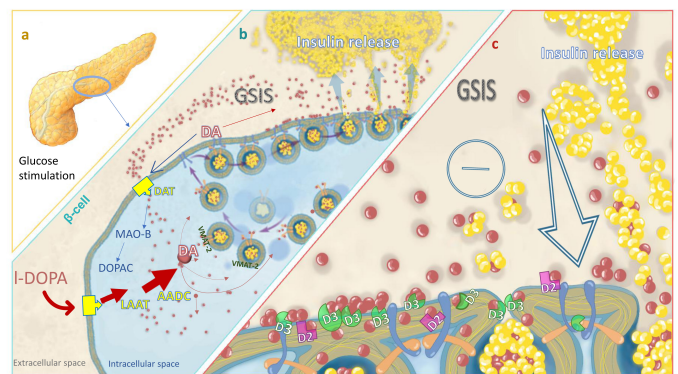 a
Glucose
stimulation
b
Insulin release
GSIS
DA
β-cell
DAT
MAO-B
DOPAC
DA
VMAT-2
VMAT-2
l-DOPA
LAAT
AADC
Extracellular space
Intracellular space
c
Insulin release
GSIS
D2
D3
D3
D3
D3
D3
D3
D2
D2